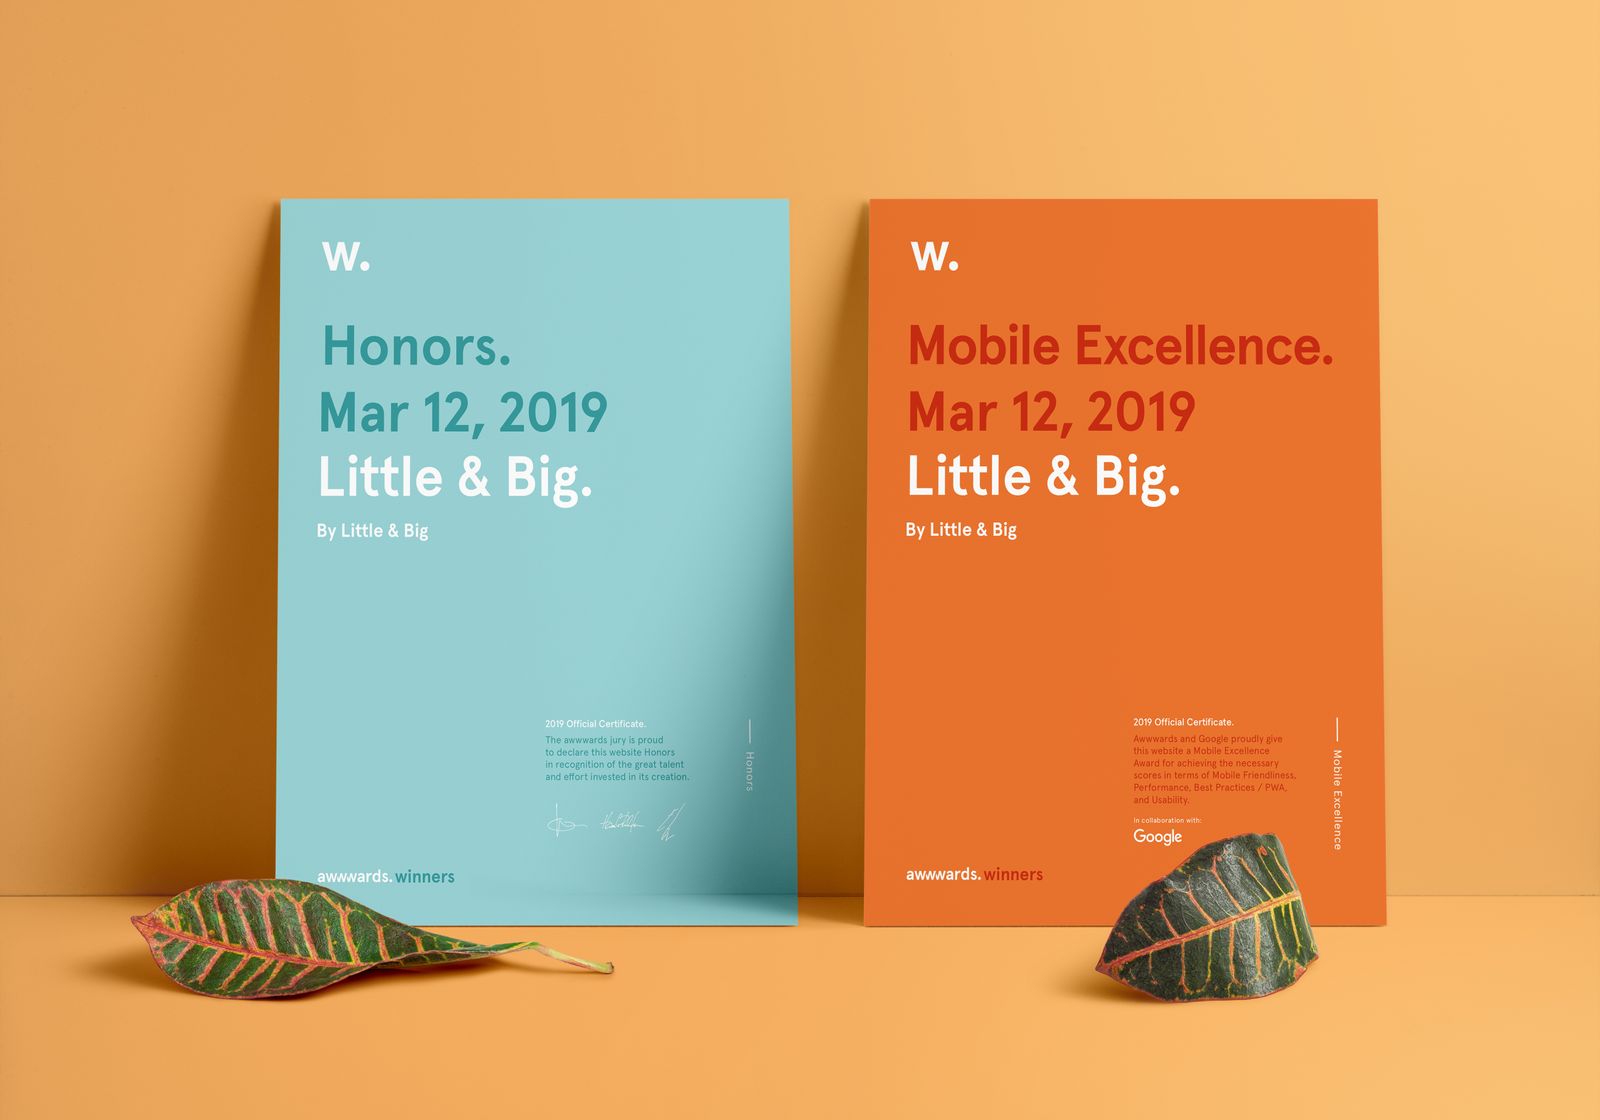 W.
Honors.
Mar 12, 2019
Little & Big.
By Little & Big
2019 Official Certificate.
The awwwards jury is proud
to declare this website Honors
in recognition of the great talent
and effort invested in its creation.
Honors
awwwards.winners
W.
Mobile Excellence.
Mar 12, 2019
Little & Big.
By Little & Big
2019 Official Certificate.
Awwwards and Google proudly give
this website a Mobile Excellence
Award for achieving the necessary
scores in terms of Mobile Friendliness,
Performance, Best Practices / PWA,
and Usability.
In collaboration with:
Google
Mobile Excellence
awwwards.winners